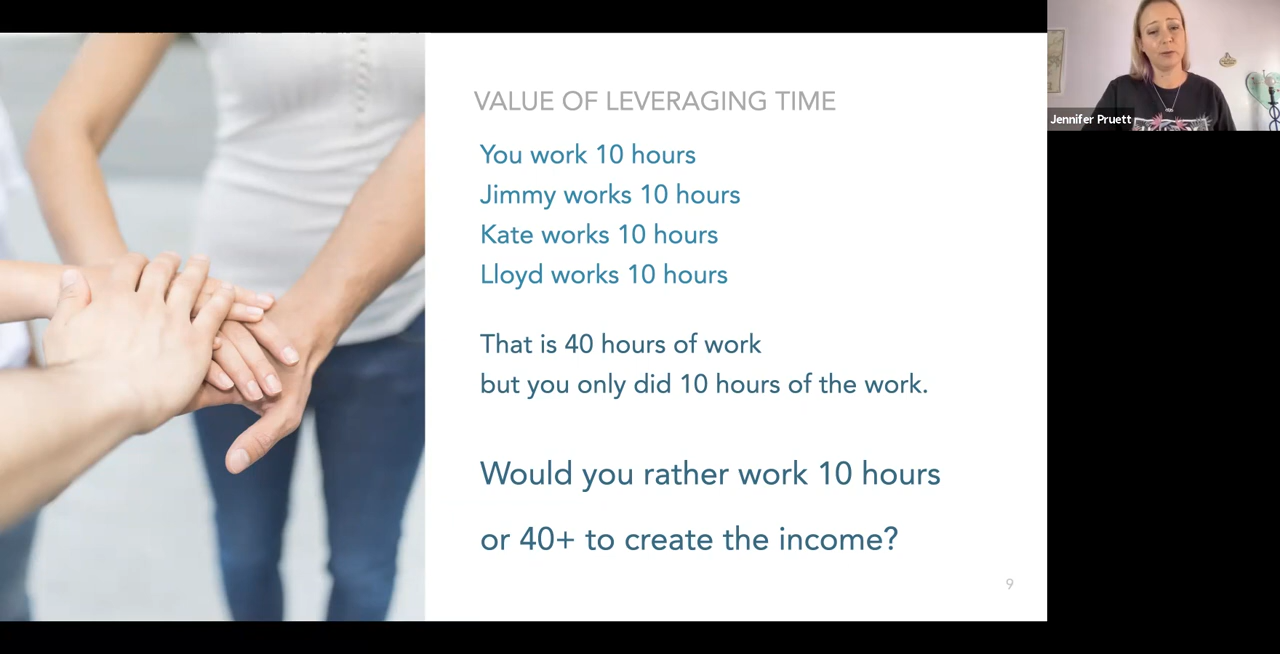 VALUE OF LEVERAGING TIME
You work 10 hours
Jimmy works 10 hours
Kate works 10 hours
Lloyd works 10 hours
That is 40 hours of work
but you only did 10 hours of the work.
Would you rather work 10 hours
or 40+ to create the income?
9
Jennifer Pruett